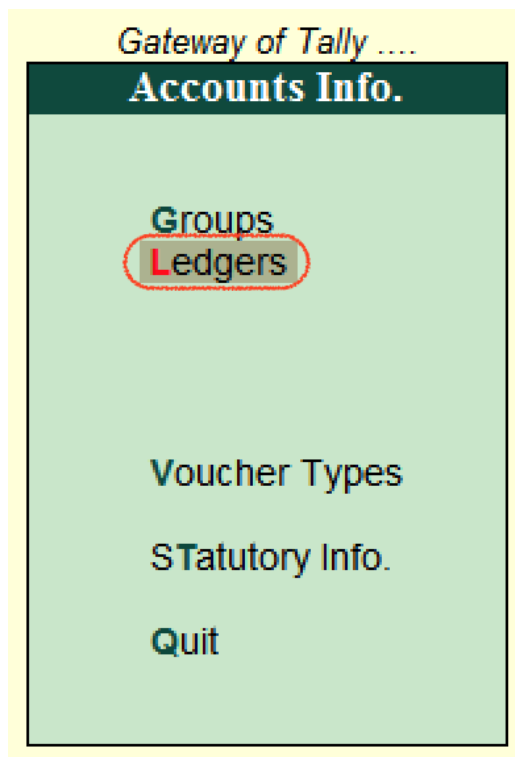 Gateway of Tally ....
Accounts Info.
Groups
Ledgers
Voucher Types
STatutory Info.
Quit